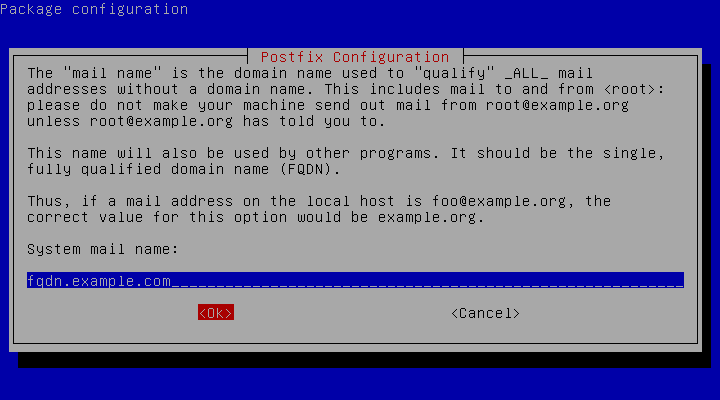 Package configuration
Postfix Configuration
The "mail name" is the domain name used to "qualify" _ALL_ mail
addresses without a domain name. This includes mail to and from <root>:
please do not make your machine send out mail from root@example.org
unless root@example.org has told you to.
This name will also be used by other programs. It should be the single,
fully qualified domain name (FQDN).
Thus, if a mail address on the local host is foo@example.org, the
correct value for this option would be example.org.
System mail name:
fqdn.example.com
<Ok> <Cancel>